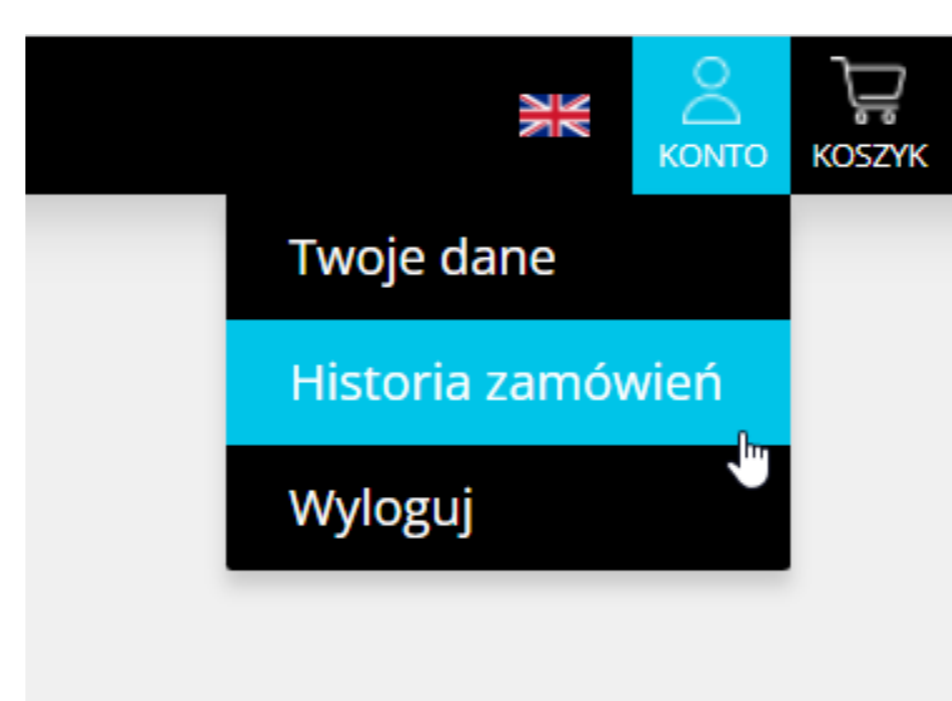 KONTO
KOSZYK
Twoje dane
Historia zamówień
Wyloguj